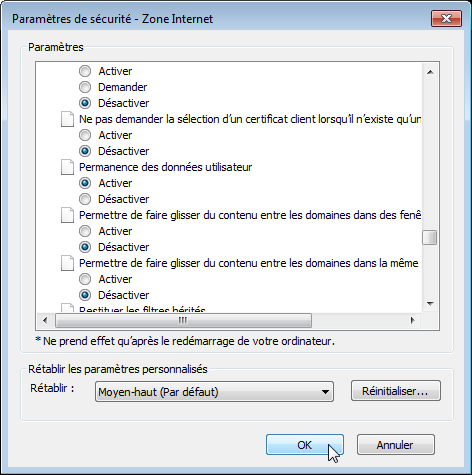 Paramètres de sécurité - Zone Internet
Paramètres
Activer
Demander
Désactiver
Ne pas demander la sélection d'un certificat client lorsqu'il n'existe qu'un
Activer
Désactiver
Permanence des données utilisateur
Activer
Désactiver
Permettre de faire glisser du contenu entre les domaines dans des fenê
Activer
Désactiver
Permettre de faire glisser du contenu entre les domaines dans la même
Activer
Désactiver
Restituer les filtres hérités
* Ne prend effet qu'après le redémarrage de votre ordinateur.
Rétablir les paramètres personnalisés
Rétablir : Moyen-haut (Par défaut) Réinitialiser...
OK Annuler